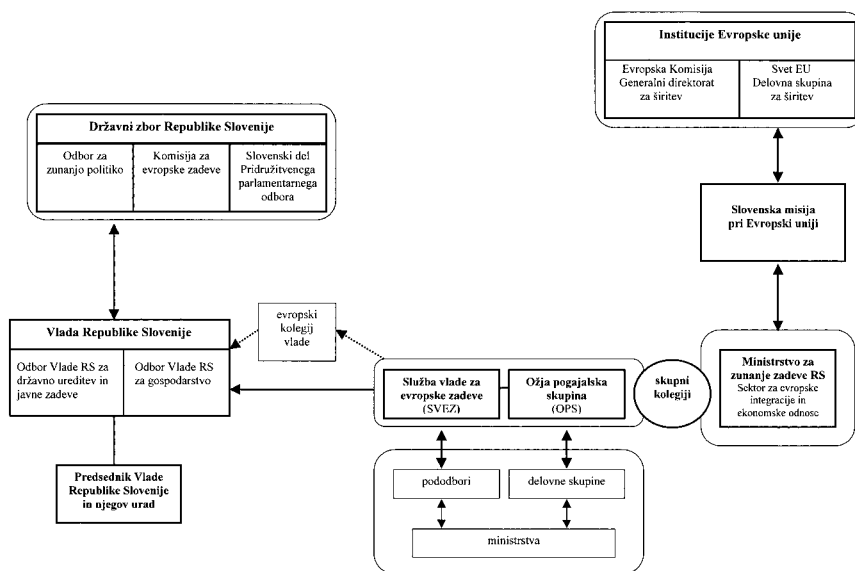 Institucije Evropske unije
Evropska Komisija
Generalni direktorat
za širitev
Svet EU
Delovna skupina
za širitev
Državni zbor Republike Slovenije
Odbor za
zunanjo politiko
Komisija za
evropske zadeve
Slovenski del
Pridružitvenega
parlamentarnega
odbora
Slovenska misija
pri Evropski uniji
Vlada Republike Slovenije
Odbor Vlade RS za
državno ureditev in
javne zadeve
Odbor Vlade RS
za gospodarstvo
evropski
kolegij
vlade
Služba vlade za
evropske zadeve
(SVEZ)
Ožja pogajalska
skupina
(OPS)
skupni
kolegiji
Ministrstvo za
zunanje zadeve RS
Sektor za evropske
integracije in
ekonomske odnose
Predsednik Vlade
Republike Slovenije
in njegov urad
pododbori
delovne skupine
ministrstva